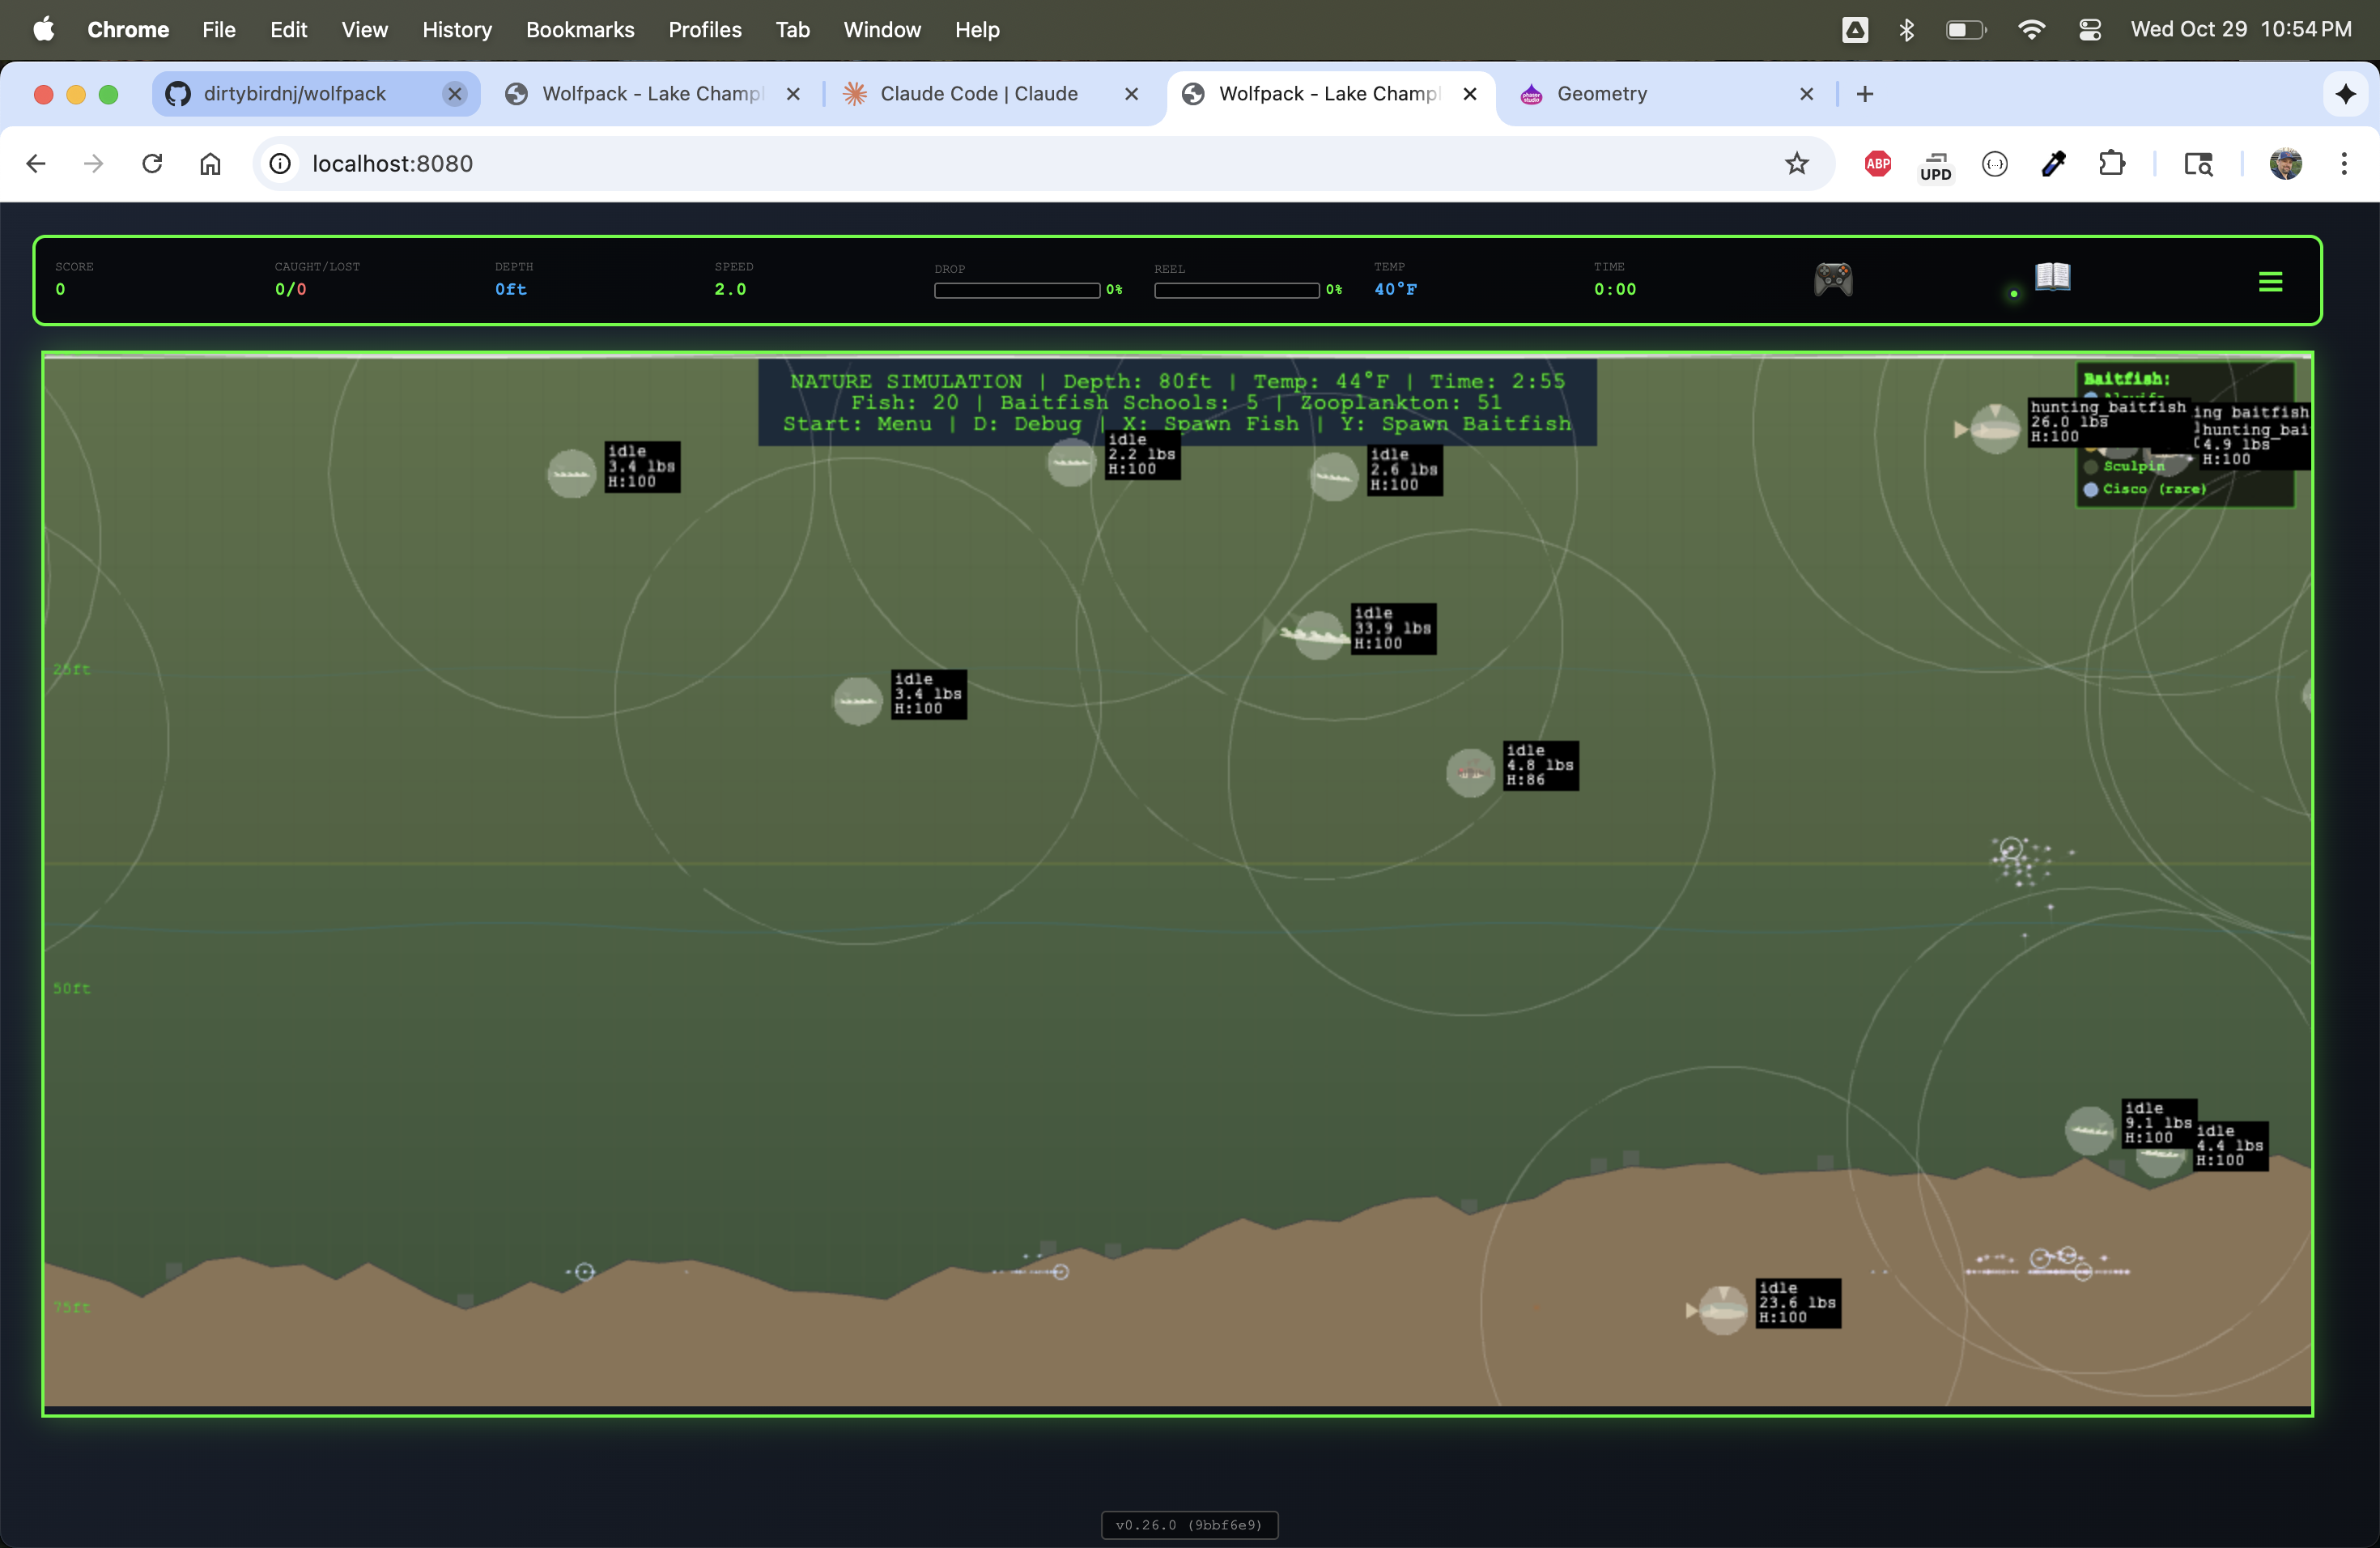 Chrome File Edit View History Bookmarks Profiles Tab Window Help Wed Oct 29 10:54 PM
dirtybirdnj/wolfpack Wolfpack - Lake Champ Claude Code | Claude Wolfpack - Lake Champ Geometry
localhost:8080 ABP UPD
SCORE CAUGHT/LOST DEPTH SPEED DROP REEL TEMP TIME
0 0/0 0ft 2.0 0% 0% 40°F 0:00
NATURE SIMULATION | Depth: 80ft | Temp: 44°F | Time: 2:55
Fish: 20 | Baitfish Schools: 5 | Zooplankton: 51
Start: Menu | D: Debug | X: Spawn Fish | Y: Spawn Baitfish
Baitfish:
hunting_baitfish
26.0 lbs
H:100
ing baitfish
hunting_bai
4.9 lbs
H:100
Sculpin
Cisco (rare)
idle
3.4 lbs
H:100
idle
2.2 lbs
H:100
idle
2.6 lbs
H:100
idle
33.9 lbs
H:100
25ft
idle
3.4 lbs
H:100
idle
4.8 lbs
H:86
50ft
idle
9.1 lbs
H:100
idle
4.4 lbs
H:100
75ft
idle
23.6 lbs
H:100
v0.26.0 (9bbf6e9)